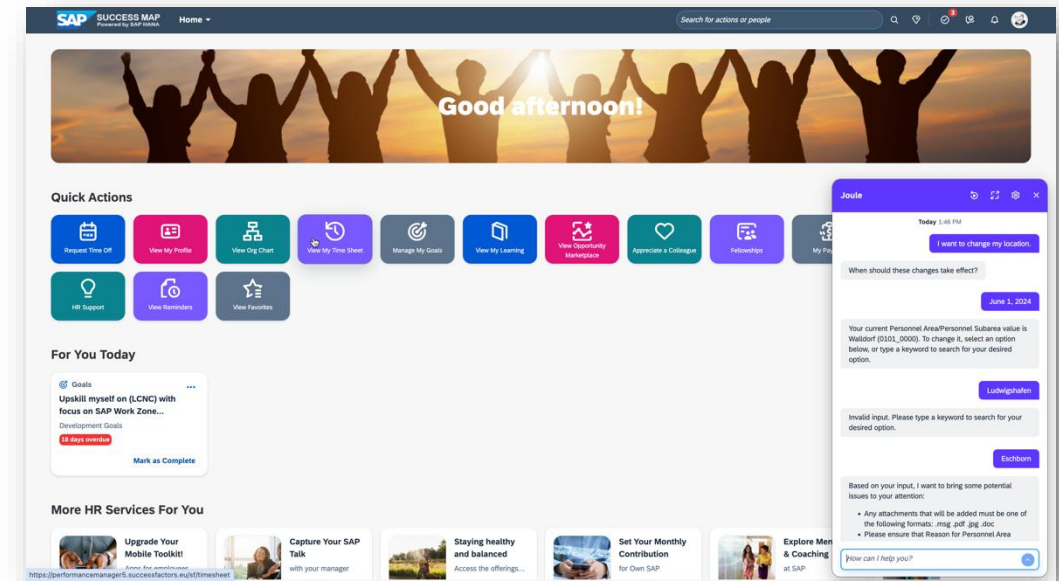 SAP SUCCESS MAP
Powered by SAP HANA
Home
Search for actions or people
3
Good afternoon!
Quick Actions
Request Time Off
View My Profile
View Org Chart
View My Time Sheet
Manage My Goals
View My Learning
View Opportunity
Marketplace
Appreciate a Colleague
Fellowships
My Pay
HR Support
View Reminders
View Favorites
For You Today
Goals
Upskill myself on (LCNC) with
focus on SAP Work Zone...
Development Goals
18 days overdue
Mark as Complete
More HR Services For You
Upgrade Your
Mobile Toolkit!
Apps for employees
Capture Your SAP
Talk
with your manager
Staying healthy
and balanced
Access the offerings...
Set Your Monthly
Contribution
for Own SAP
Explore Men
& Coaching
at SAP
https://performancemanager5.successfactors.eu/sf/timesheet
Joule
Today 1:46 PM
I want to change my location.
When should these changes take effect?
June 1, 2024
Your current Personnel Area/Personnel Subarea value is
Walldorf (0101_0000). To change it, select an option
below, or type a keyword to search for your desired
option.
Ludwigshafen
Invalid input. Please type a keyword to search for your
desired option.
Eschborn
Based on your input, I want to bring some potential
issues to your attention:
• Any attachments that will be added must be one of
the following formats: .msg .pdf .jpg .doc
• Please ensure that Reason for Personnel Area
How can I help you?